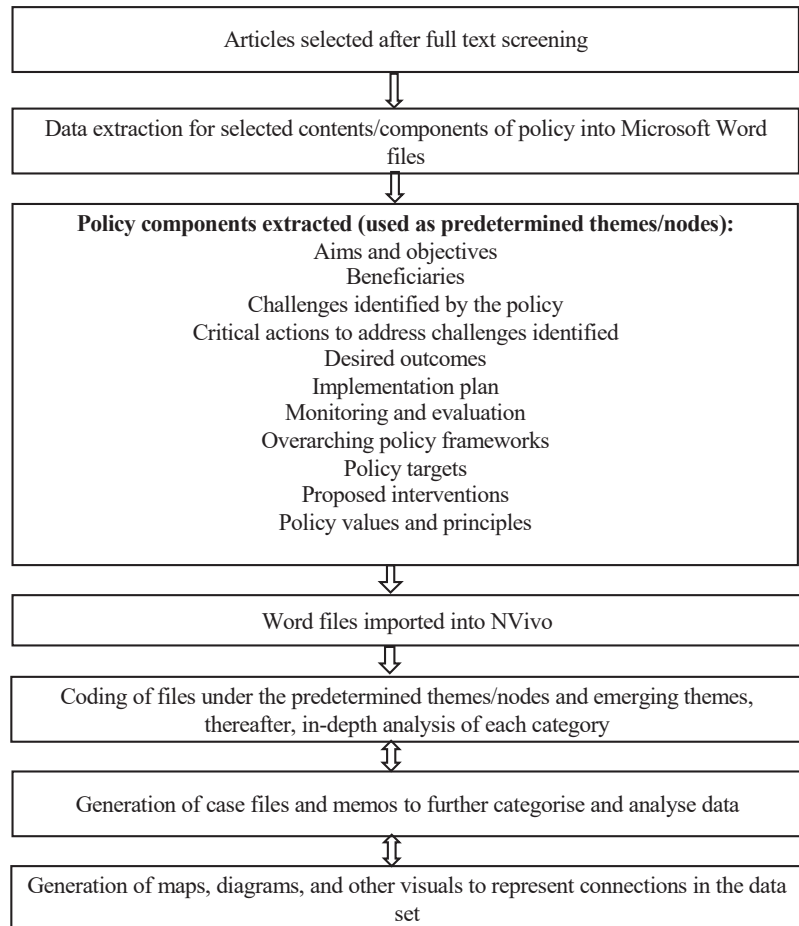 Articles selected after full text screening
Data extraction for selected contents/components of policy into Microsoft Word
files
Policy components extracted (used as predetermined themes/nodes):
Aims and objectives
Beneficiaries
Challenges identified by the policy
Critical actions to address challenges identified
Desired outcomes
Implementation plan
Monitoring and evaluation
Overarching policy frameworks
Policy targets
Proposed interventions
Policy values and principles
Word files imported into NVivo
Coding of files under the predetermined themes/nodes and emerging themes,
thereafter, in-depth analysis of each category
Generation of case files and memos to further categorise and analyse data
Generation of maps, diagrams, and other visuals to represent connections in the data
set